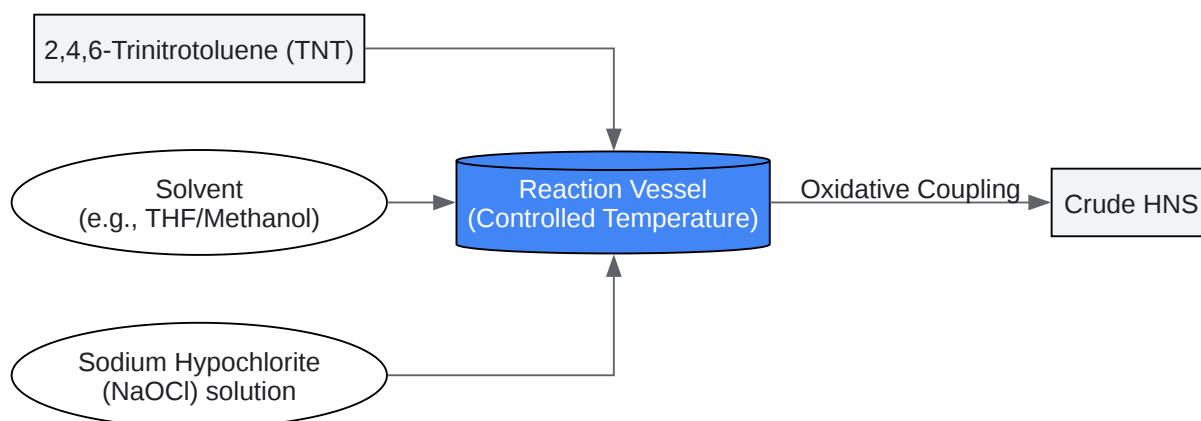 2,4,6-Trinitrotoluene (TNT)
Solvent
(e.g., THF/Methanol)
Reaction Vessel
(Controlled Temperature)
Oxidative Coupling
Crude HNS
Sodium Hypochlorite
(NaOCl) solution